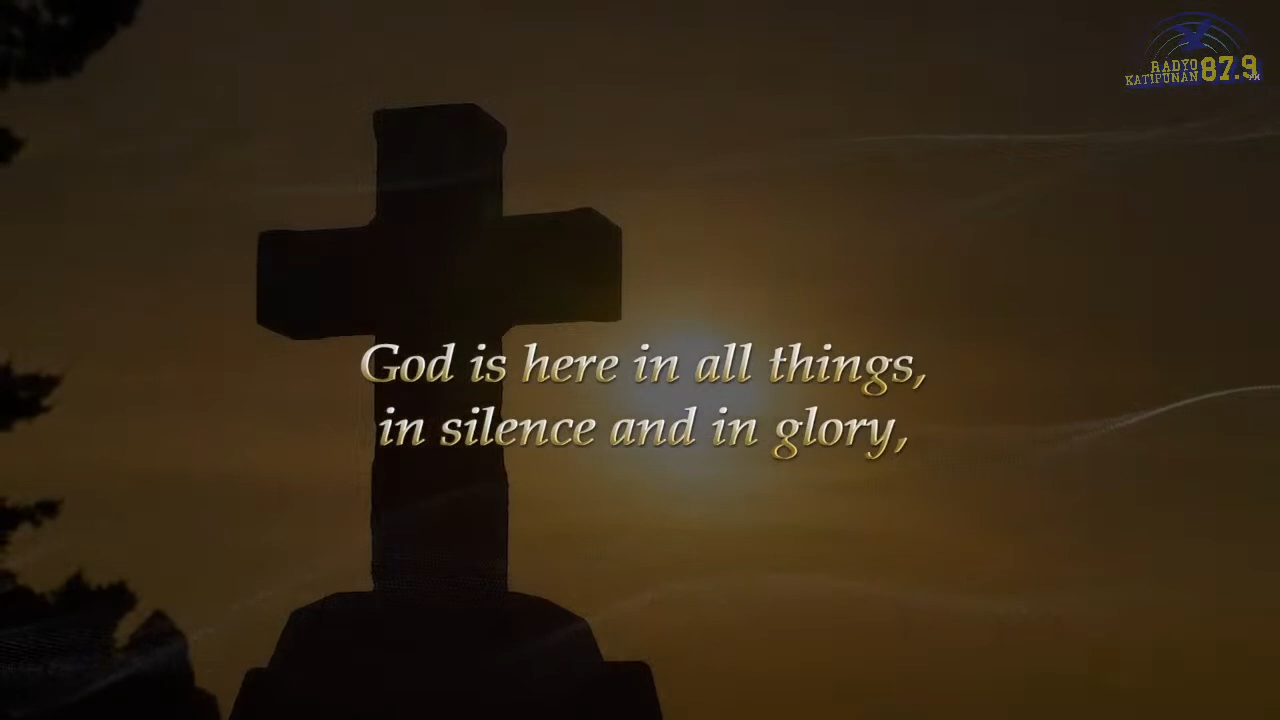 RADYO
KATIPUNAN 87.9
God is here in all things,
in silence and in glory,